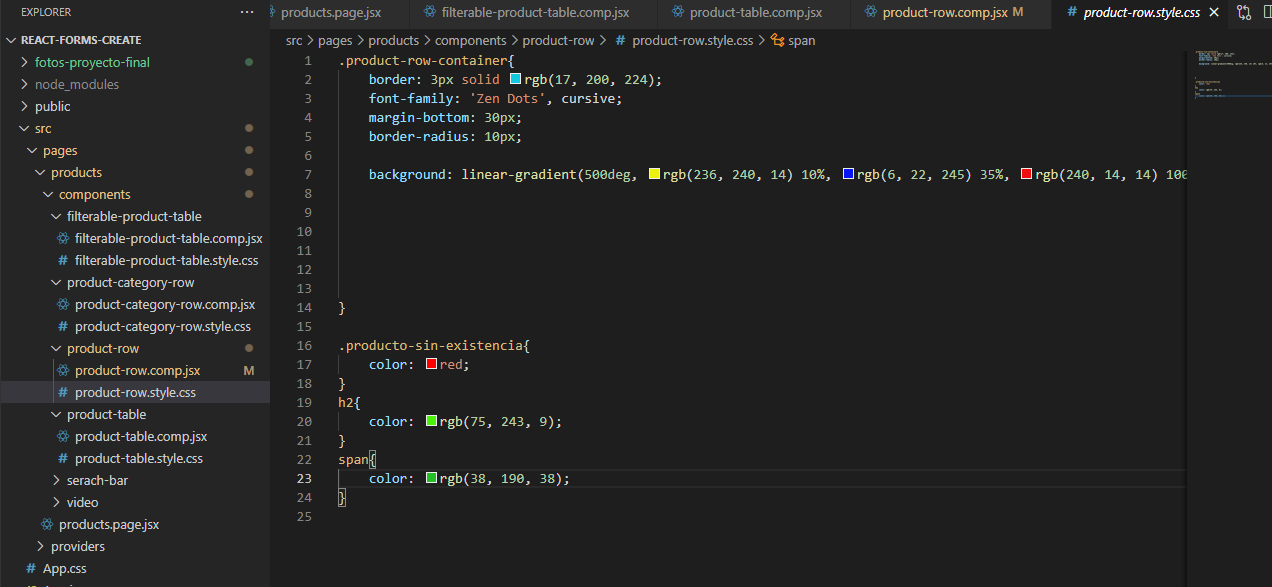 EXPLORER ...
products.page.jsx filterable-product-table.comp.jsx product-table.comp.jsx product-row.comp.jsx M # product-row.style.css
REACT-FORMS-CREATE
fotos-proyecto-final
node_modules
public
src
pages
products
components
filterable-product-table
filterable-product-table.comp.jsx
# filterable-product-table.style.css
product-category-row
product-category-row.comp.jsx
# product-category-row.style.css
product-row
product-row.comp.jsx M
# product-row.style.css
product-table
product-table.comp.jsx
# product-table.style.css
serach-bar
video
products.page.jsx
providers
# App.css
src > pages > products > components > product-row > # product-row.style.css > span
1 .product-row-container{
2 border: 3px solid rgb(17, 200, 224);
3 font-family: 'Zen Dots', cursive;
4 margin-bottom: 30px;
5 border-radius: 10px;
6
7 background: linear-gradient(500deg, rgb(236, 240, 14) 10%, rgb(6, 22, 245) 35%, rgb(240, 14, 14) 100
8
9
10
11
12
13
14 }
15
16 .producto-sin-existencia{
17 color: red;
18 }
19 h2{
20 color: rgb(75, 243, 9);
21 }
22 span{
23 color: rgb(38, 190, 38);
24 }
25